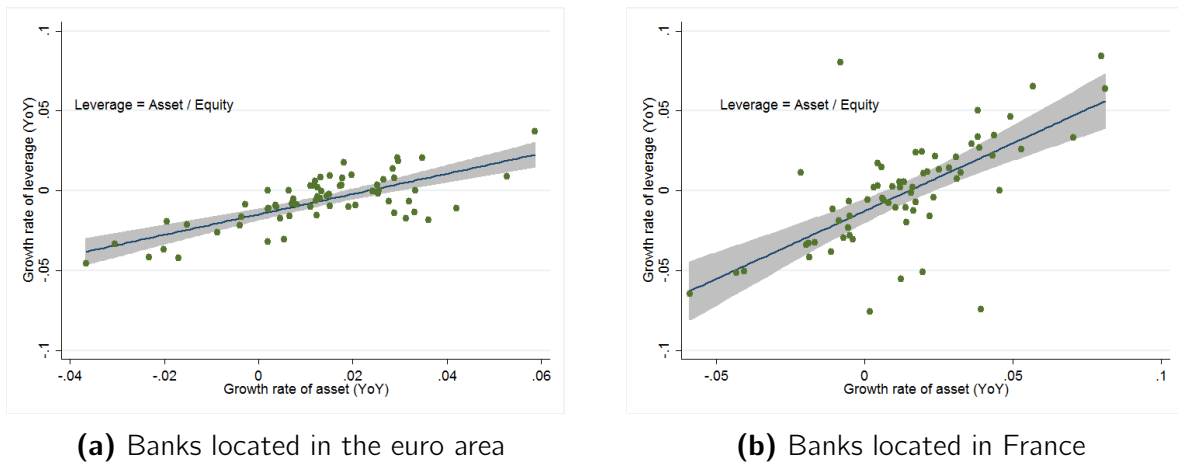 .1
.05
0
-.05
-.1
Growth rate of leverage (YoY)
Leverage = Asset / Equity
-.04
-.02
0
.02
.04
.06
Growth rate of asset (YoY)
(a) Banks located in the euro area
.1
.05
0
-.05
-.1
Growth rate of leverage (YoY)
Leverage = Asset / Equity
-.05
0
.05
.1
Growth rate of asset (YoY)
(b) Banks located in France